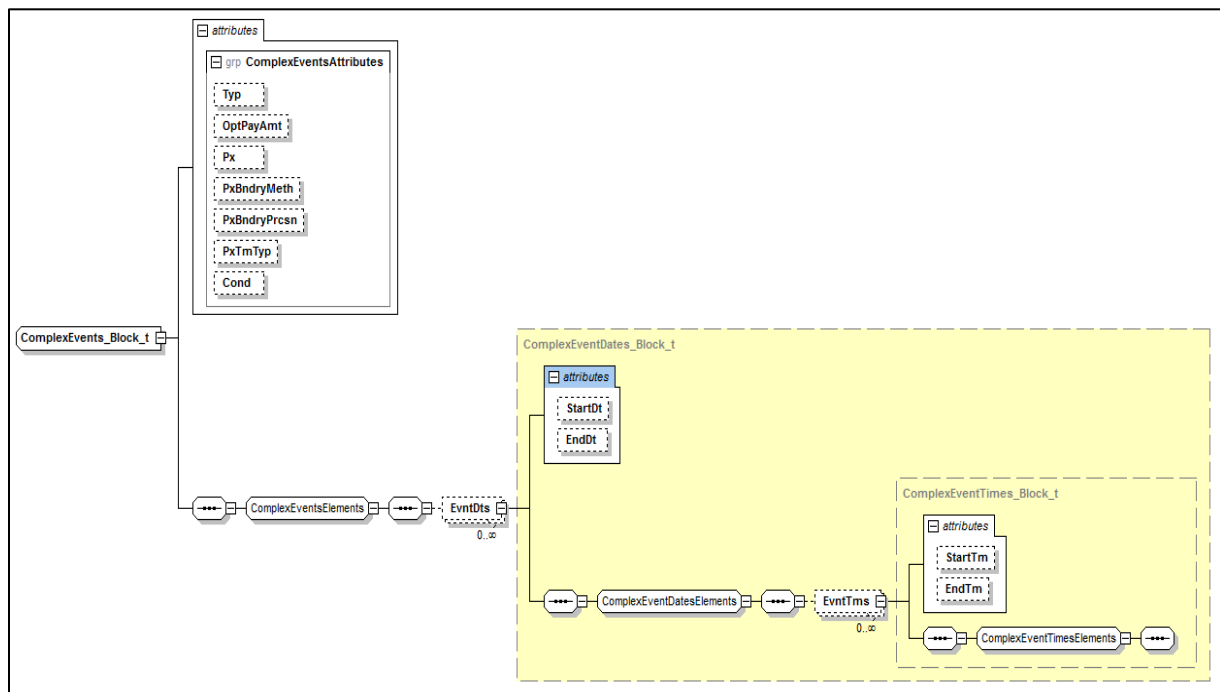 attributes
grp ComplexEventsAttributes
Typ
OptPayAmt
Px
PxBndryMeth
PxBndryPrcsn
PxTmTyp
Cond
ComplexEvents_Block_t
ComplexEventDates_Block_t
attributes
StartDt
EndDt
ComplexEventsElements
EvntDts
0..∞
ComplexEventTimes_Block_t
attributes
StartTm
EndTm
ComplexEventDatesElements
EvntTms
0..∞
ComplexEventTimesElements